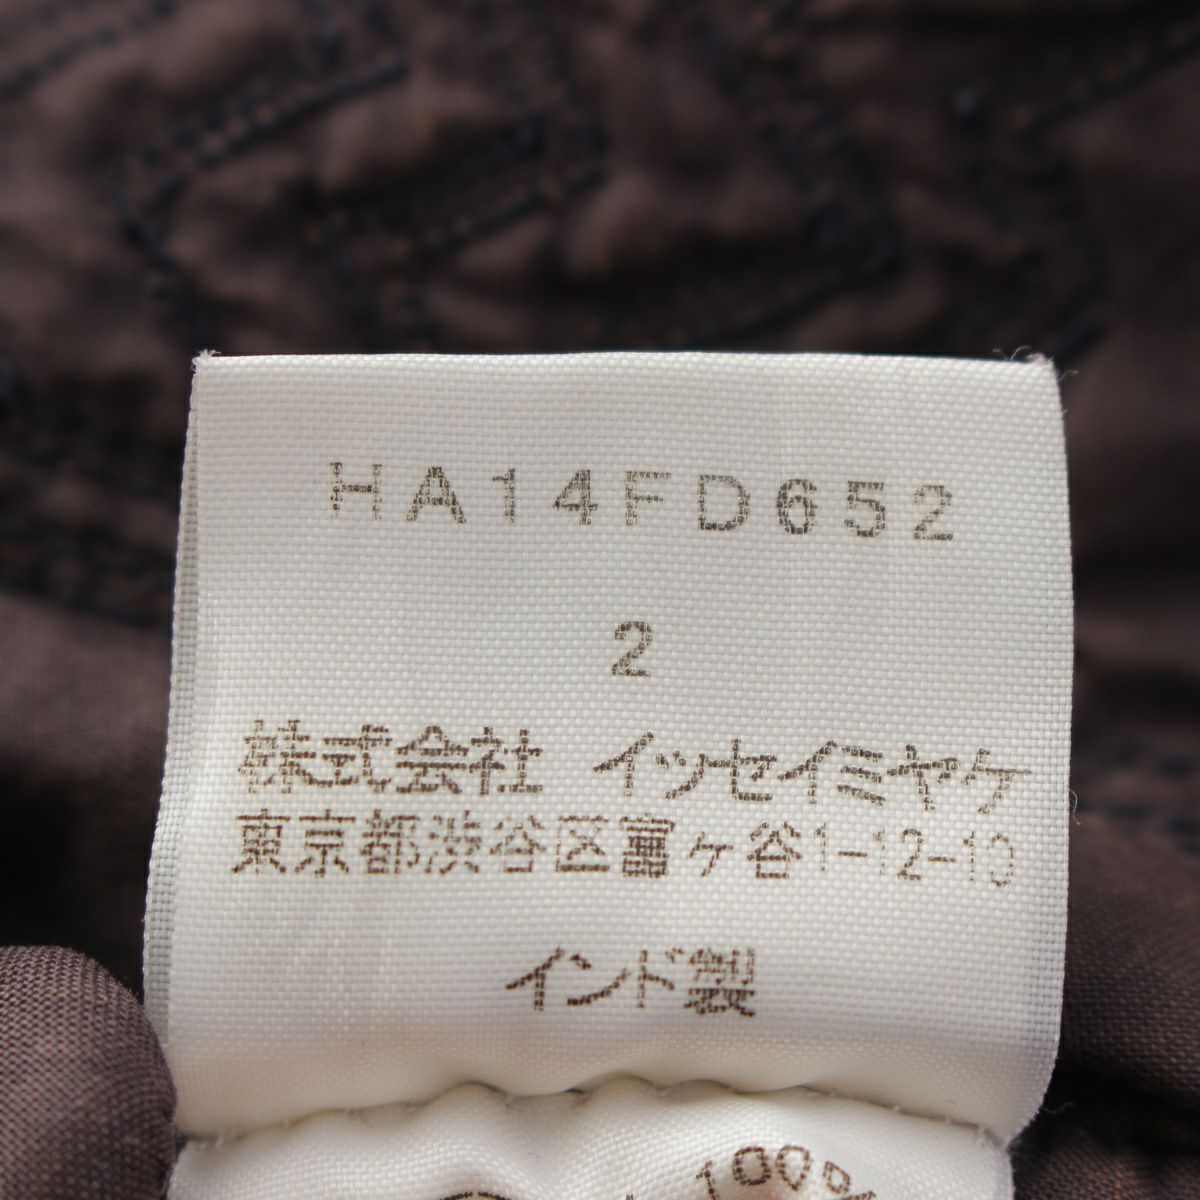 HA14FD652
2
株式会社 イッセイミヤケ
東京都渋谷区富ヶ谷1-12-10
インド製
100%